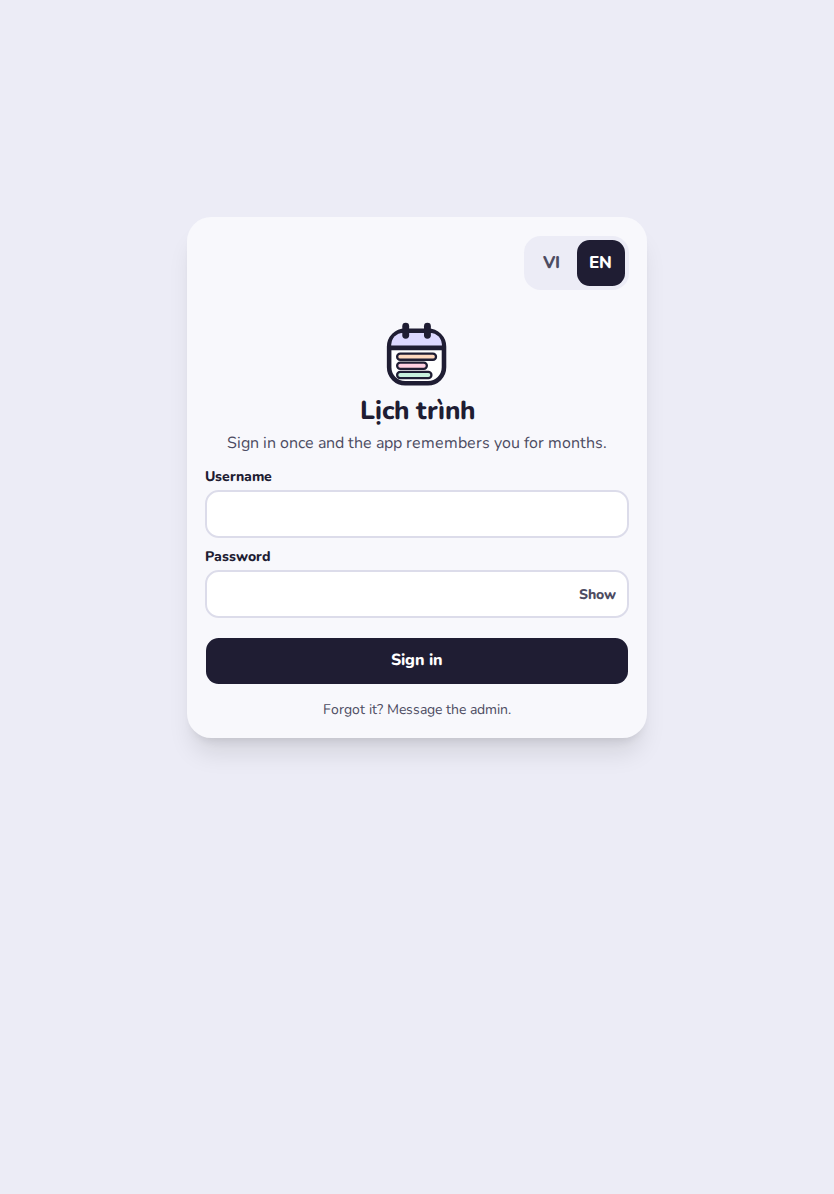 VI EN
Lịch trình
Sign in once and the app remembers you for months.
Username
Password
Show
Sign in
Forgot it? Message the admin.